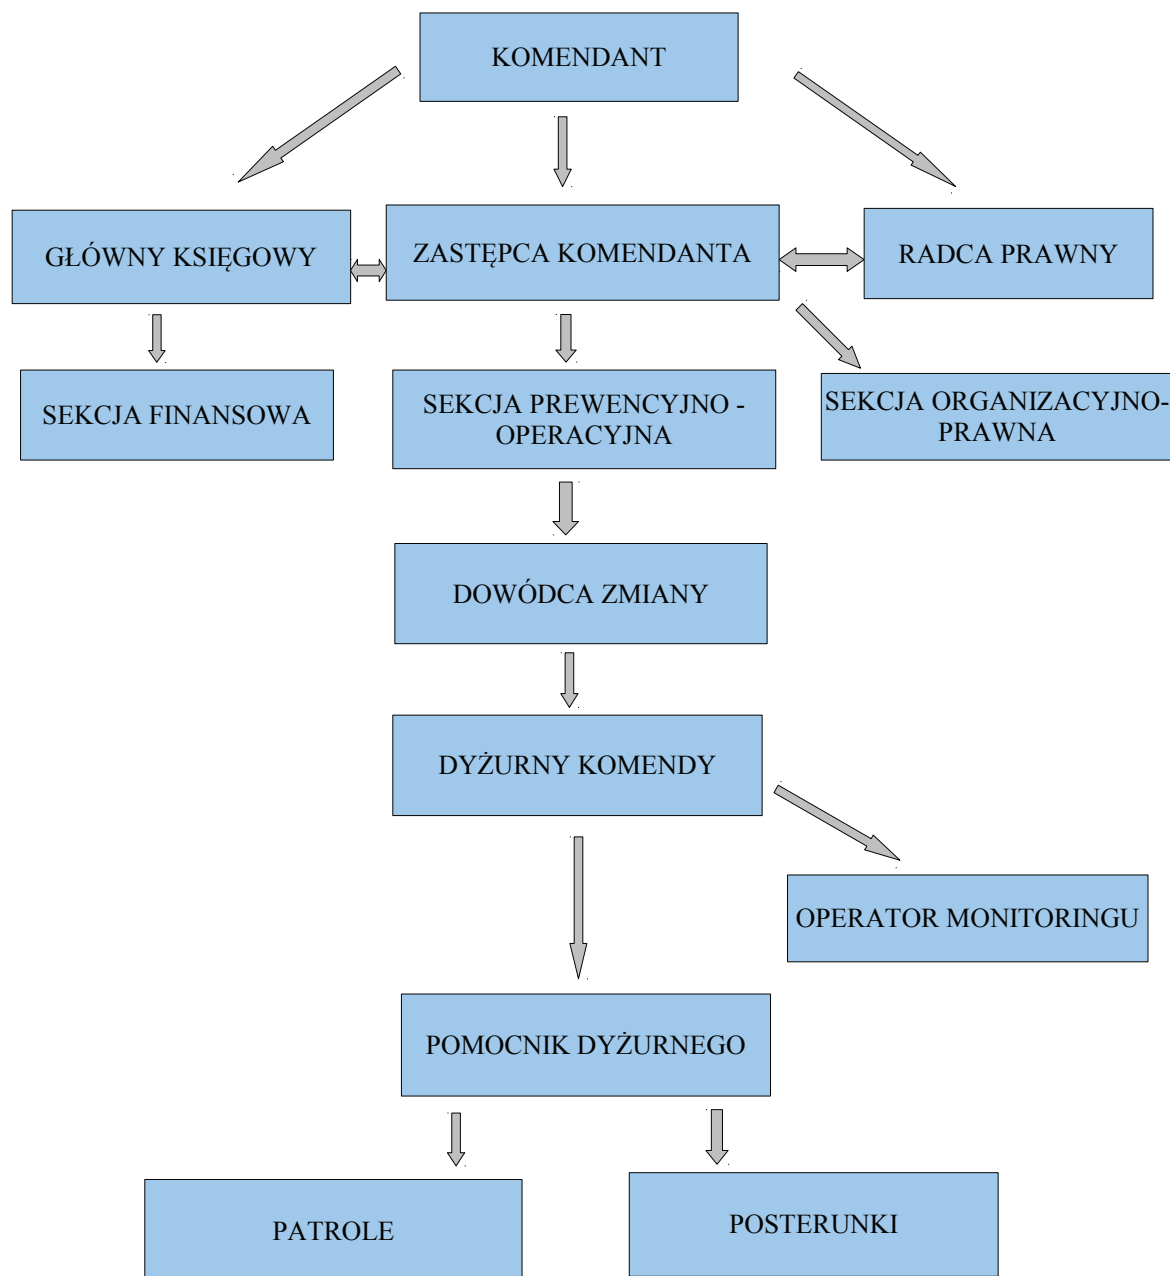 KOMENDANT
GŁÓWNY KSIĘGOWY
ZASTĘPCA KOMENDANTA
RADCA PRAWNY
SEKCJA FINANSOWA
SEKCJA PREWENCYJNO -
OPERACYJNA
SEKCJA ORGANIZACYJNO-
PRAWNA
DOWÓDCA ZMIANY
DYŻURNY KOMENDY
OPERATOR MONITORINGU
POMOCNIK DYŻURNEGO
PATROLE
POSTERUNKI